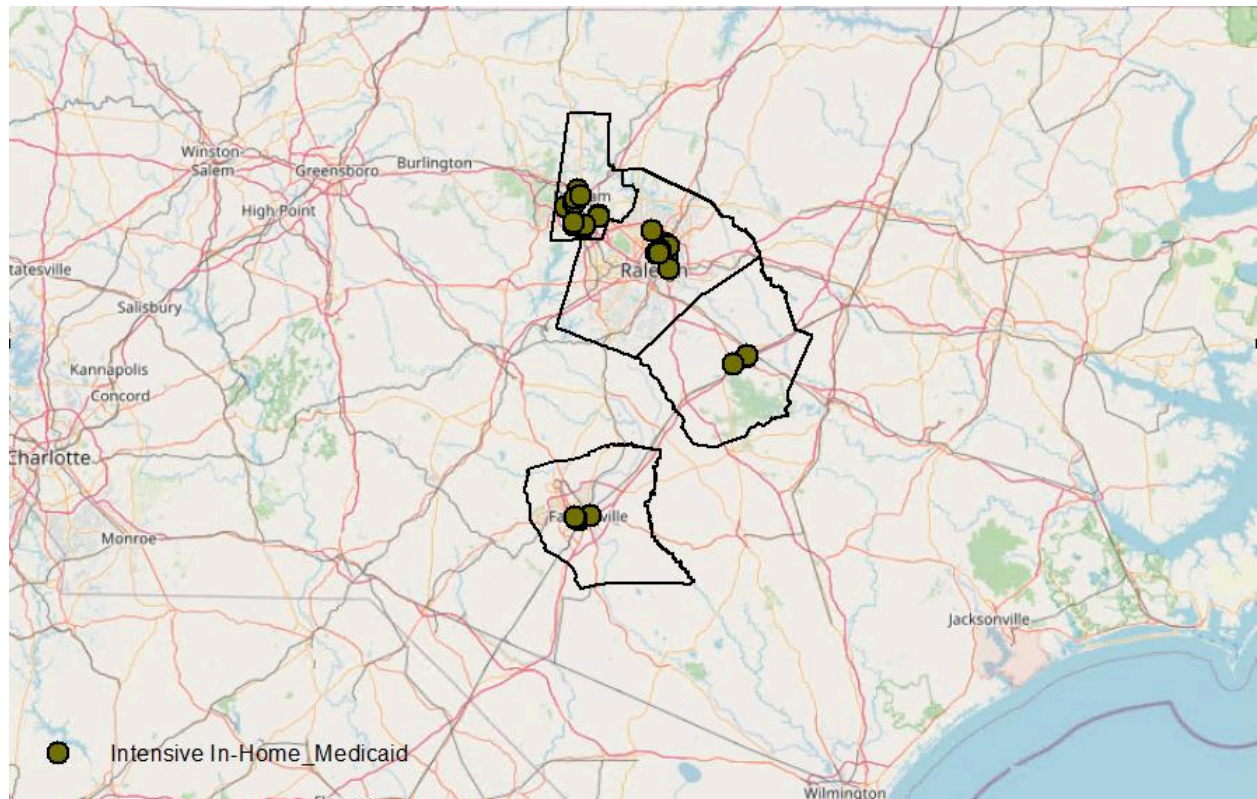 Winston-
Salem
Greensboro
Burlington
High Point
tatesville
Salisbury
Kannapolis
Concord
Charlotte
Monroe
Jacksonville
Wilmington
Intensive In-Home_Medicaid